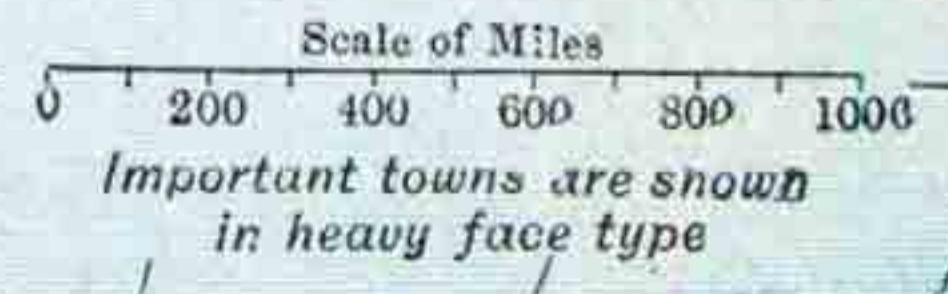 Scale of Miles
0 200 400 600 800 1000
Important towns are shown
in heavy face type